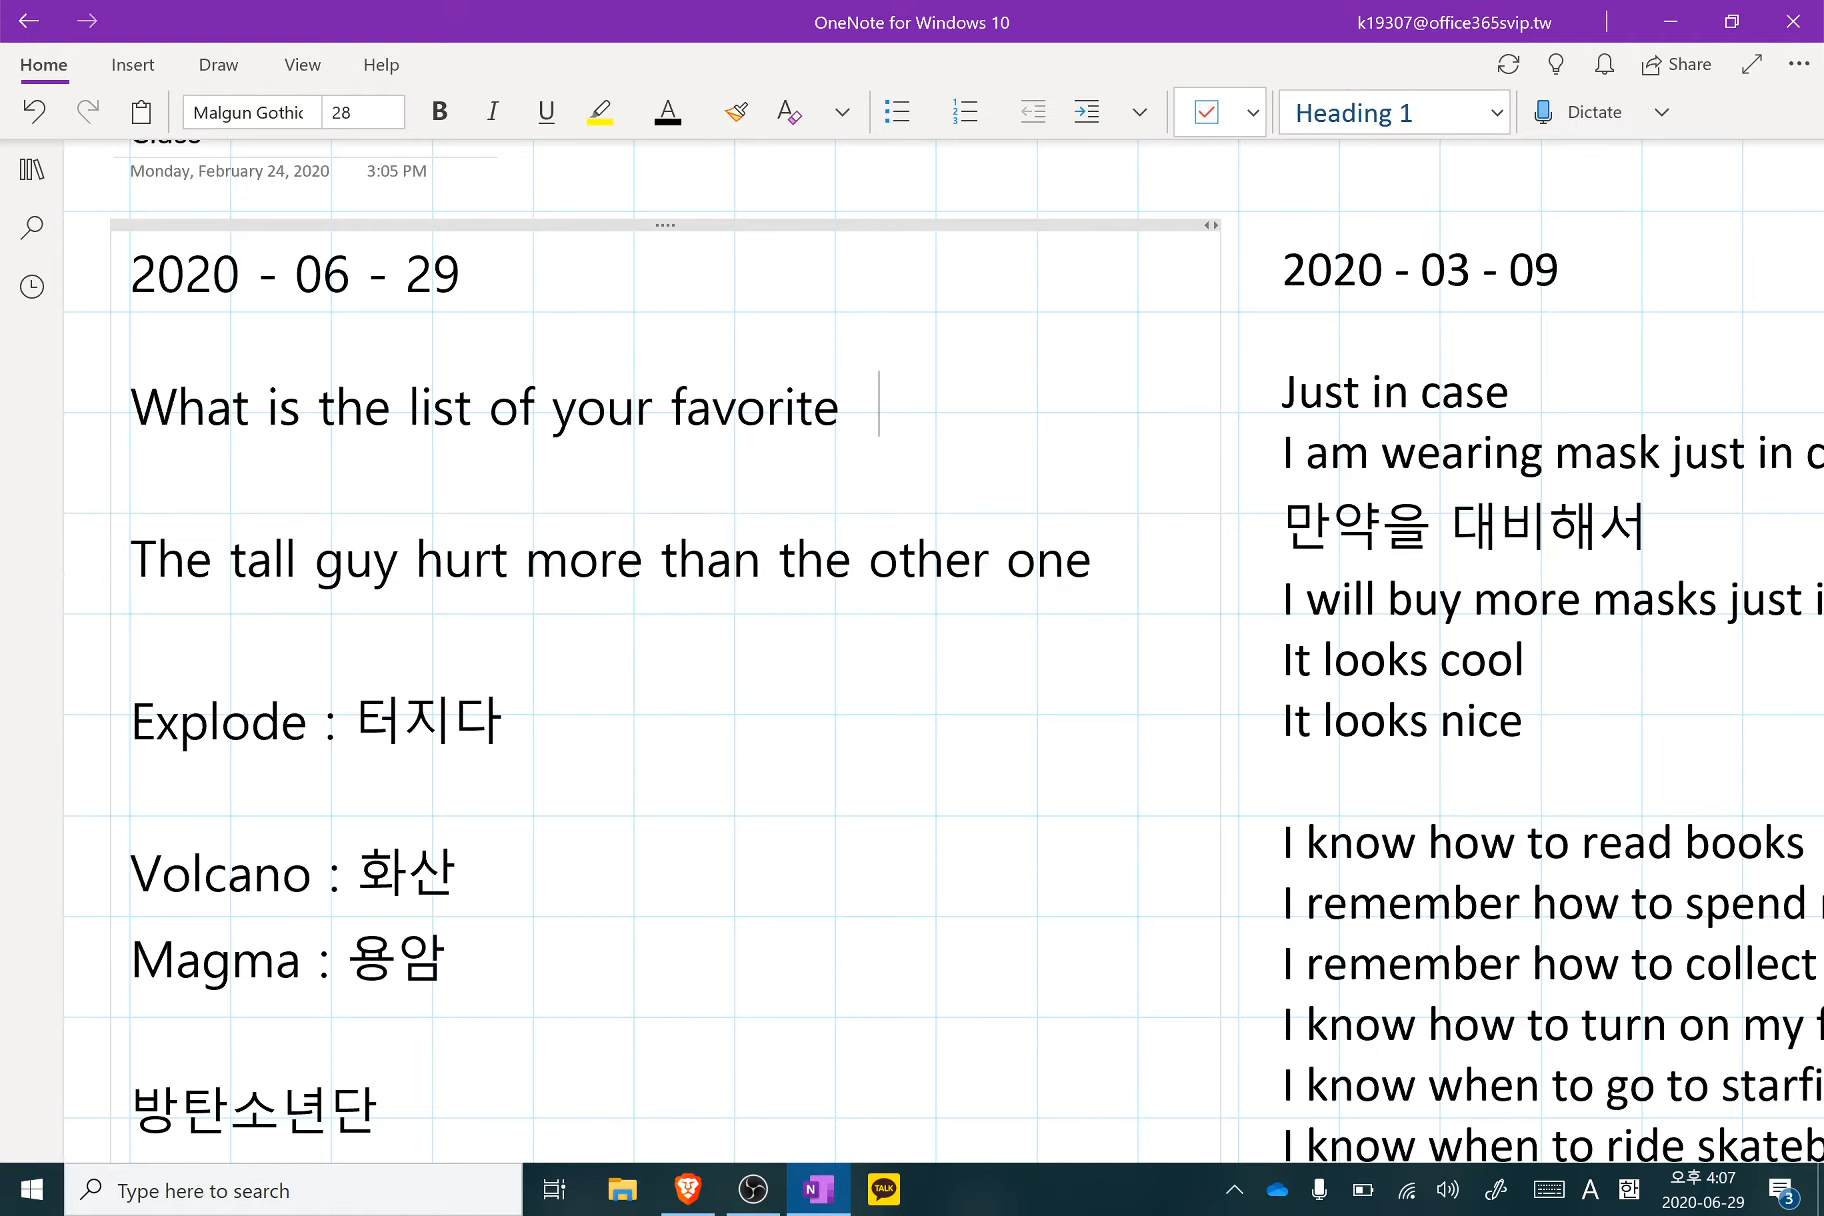 OneNote for Windows 10
k19307@office365svip.tw
Home Insert Draw View Help
Share
Malgun Gothic 28 B I U A A Heading 1 Dictate
Class
Monday, February 24, 2020 3:05 PM
2020 - 06 - 29
What is the list of your favorite
The tall guy hurt more than the other one
Explode : 터지다
Volcano : 화산
Magma : 용암
방탄소년단
2020 - 03 - 09
Just in case
I am wearing mask just in c
만약을 대비해서
I will buy more masks just i
It looks cool
It looks nice
I know how to read books
I remember how to spend
I remember how to collect
I know how to turn on my f
I know when to go to starfi
I know when to ride skateb
Type here to search
N
TALK
A 한
오후 4:07
2020-06-29
3